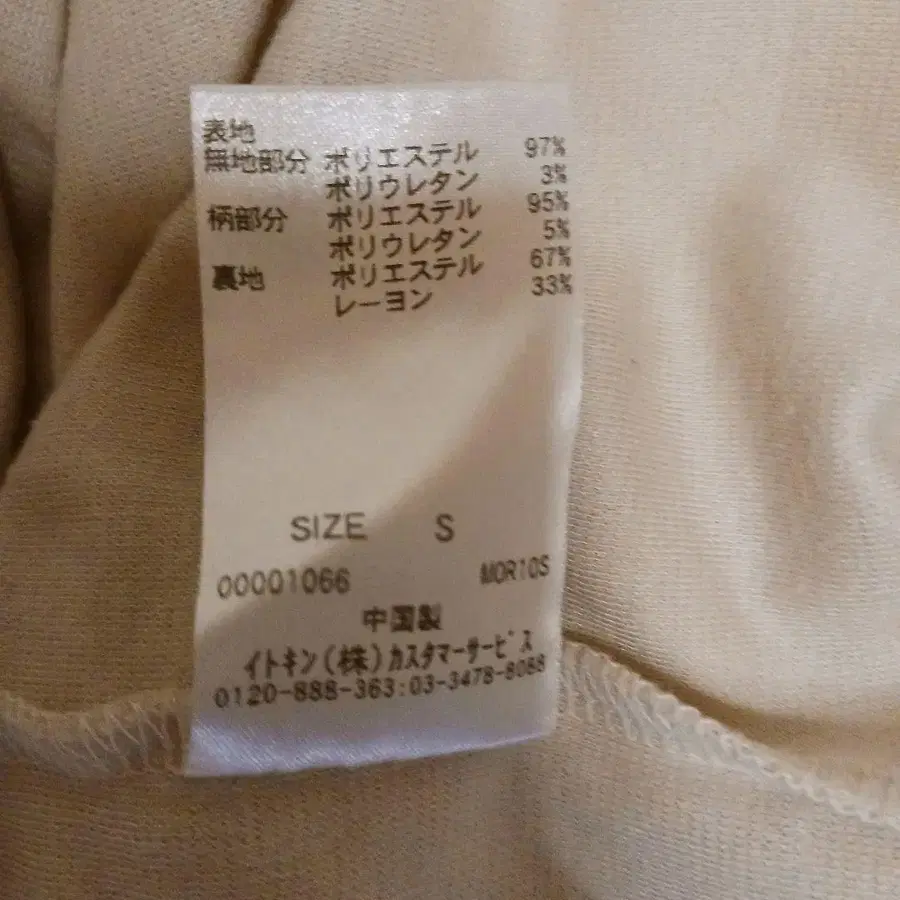 表地
無地部分 ポリエステル 97%
ポリウレタン 3%
柄部分 ポリエステル 95%
ポリウレタン 5%
裏地 ポリエステル 67%
レーヨン 33%
SIZE S
00001066 MOR10S
中国製
イトキン(株)カスタマーサービス
0120-888-363:03-3478-8088